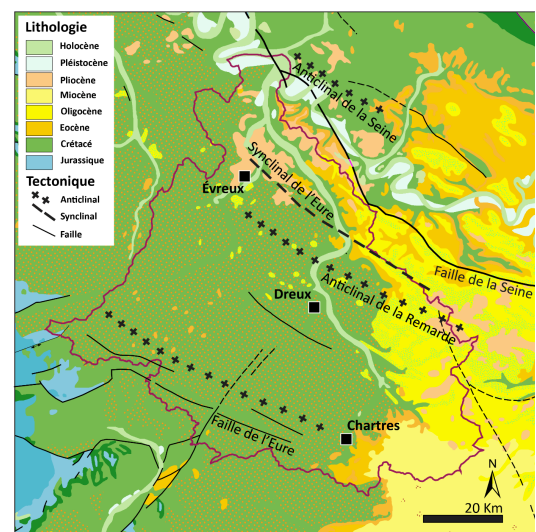 Lithologie
Holocène
Pléistocène
Pliocène
Miocène
Oligocène
Eocène
Crétacé
Jurassique
Tectonique
Anticlinal
Synclinal
Faille
Anticlinal de la Seine
Synclinal de l'Eure
Évreux
Faille de la Seine
Anticlinal de la Remarde
Dreux
Chartres
Faille de l'Eure
N
20 Km